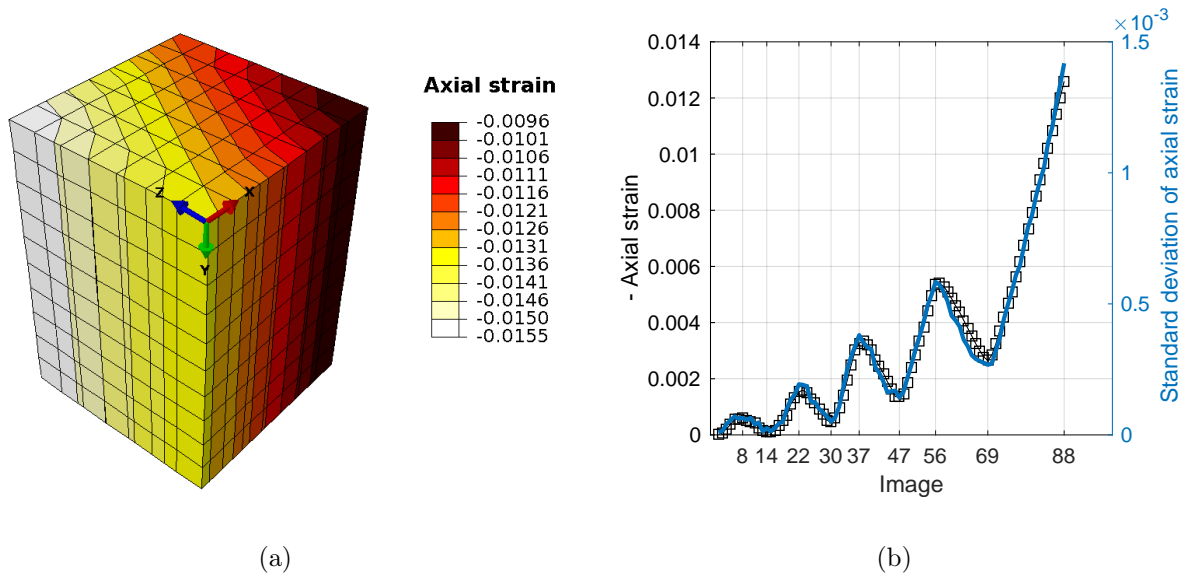 Axial strain
-0.0096
-0.0101
-0.0106
-0.0111
-0.0116
-0.0121
-0.0126
-0.0131
-0.0136
-0.0141
-0.0146
-0.0150
-0.0155
Z
X
Y
(a)
×10⁻³
0.014
0.012
0.01
0.008
0.006
0.004
0.002
0
- Axial strain
1.5
1
0.5
0
Standard deviation of axial strain
8 14 22 30 37 47 56 69 88
Image
(b)